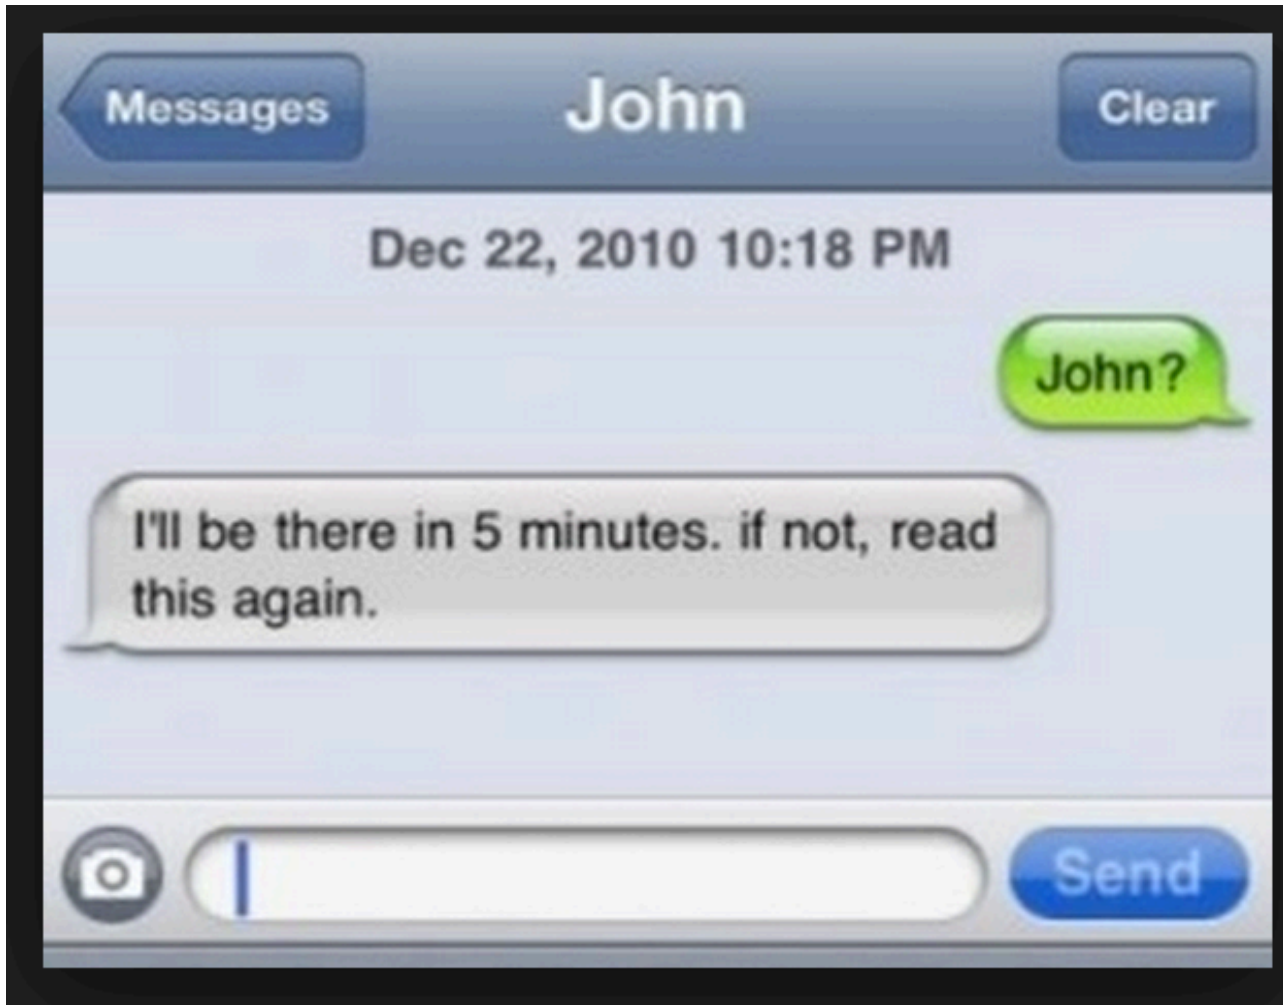 Messages
John
Clear
Dec 22, 2010 10:18 PM
John?
I'll be there in 5 minutes. if not, read
this again.
Send